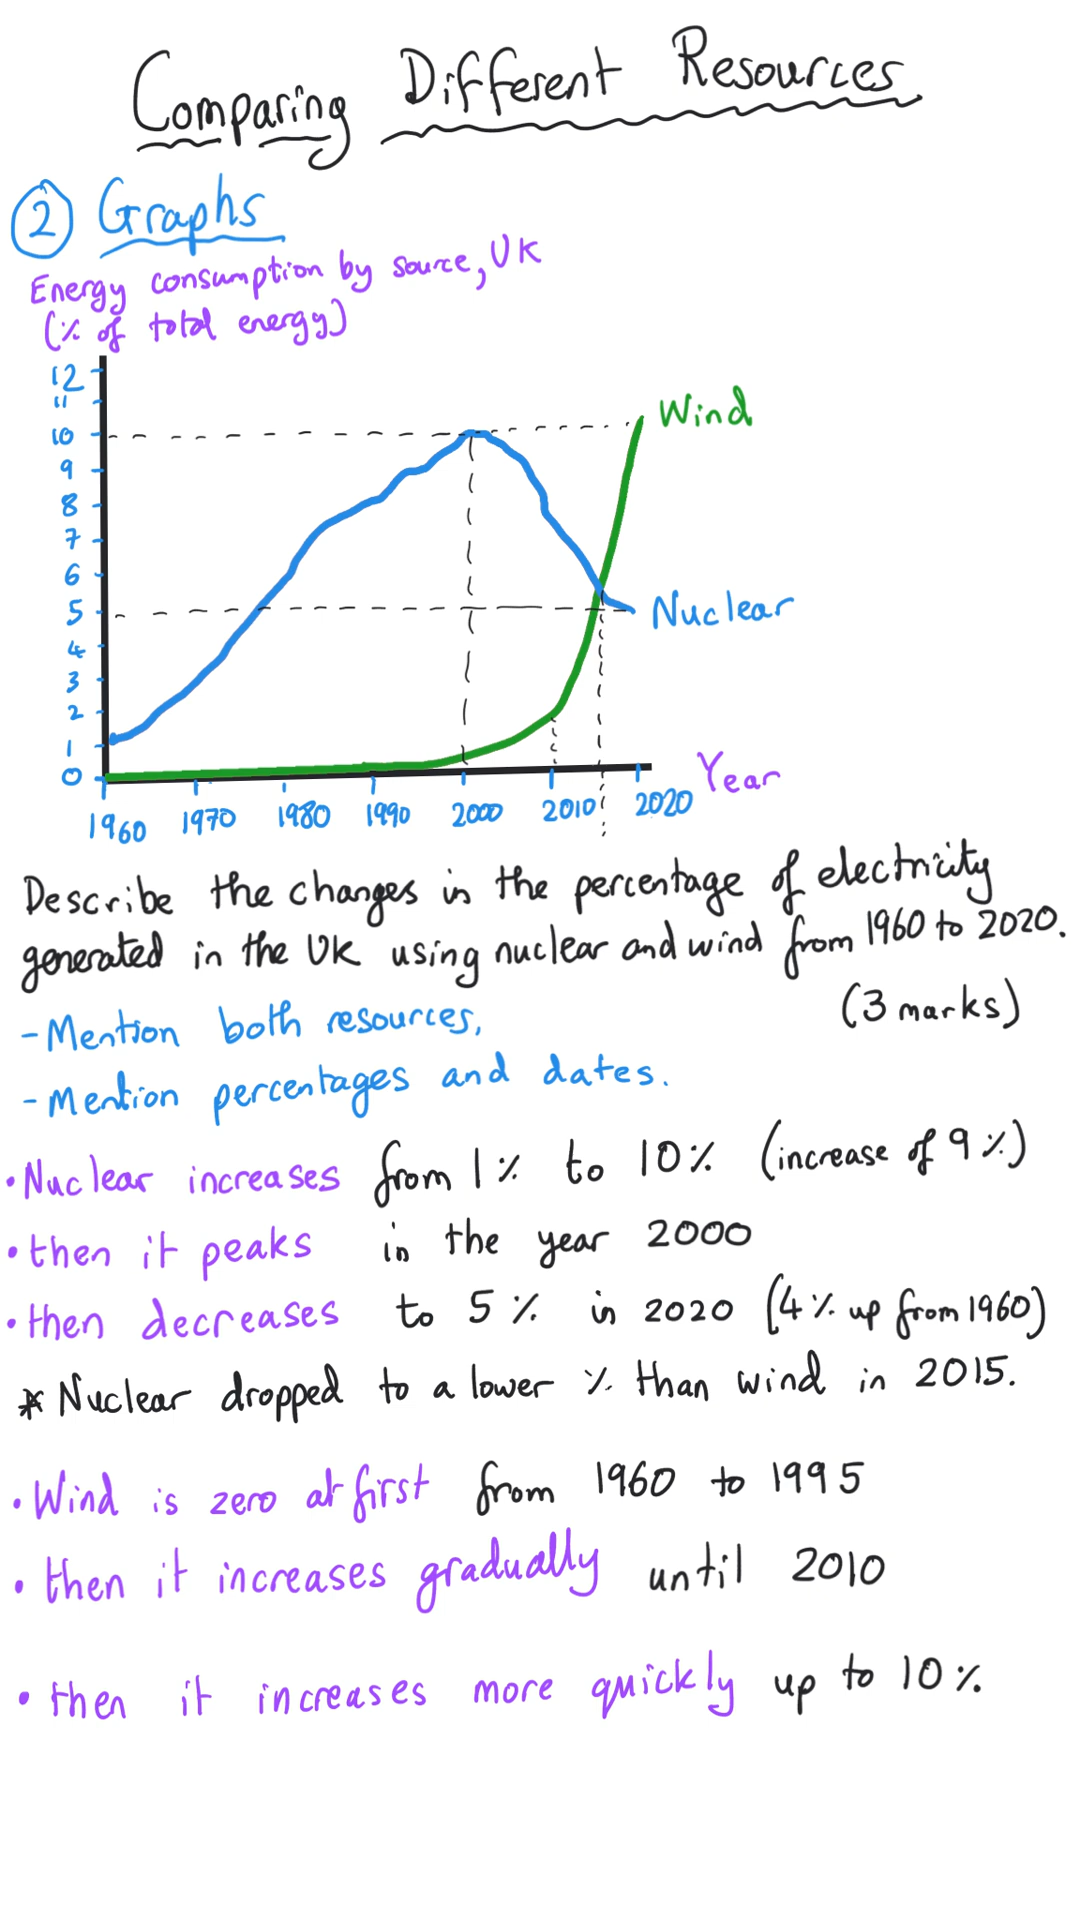 Comparing Different Resources
② Graphs
Energy consumption by source, UK
(% of total energy)
12
11
10
9
8
7
6
5
4
3
2
1
0
Wind
Nuclear
Year
1960 1970 1980 1990 2000 2010 2020
Describe the changes in the percentage of electricity
generated in the UK using nuclear and wind from 1960 to 2020.
(3 marks)
- Mention both resources,
- Mention percentages and dates.
• Nuclear increases from 1% to 10% (increase of 9%)
• then it peaks in the year 2000
• then decreases to 5% in 2020 (4% up from 1960)
* Nuclear dropped to a lower % than wind in 2015.
• Wind is zero at first from 1960 to 1995
• then it increases gradually until 2010
• then it increases more quickly up to 10%